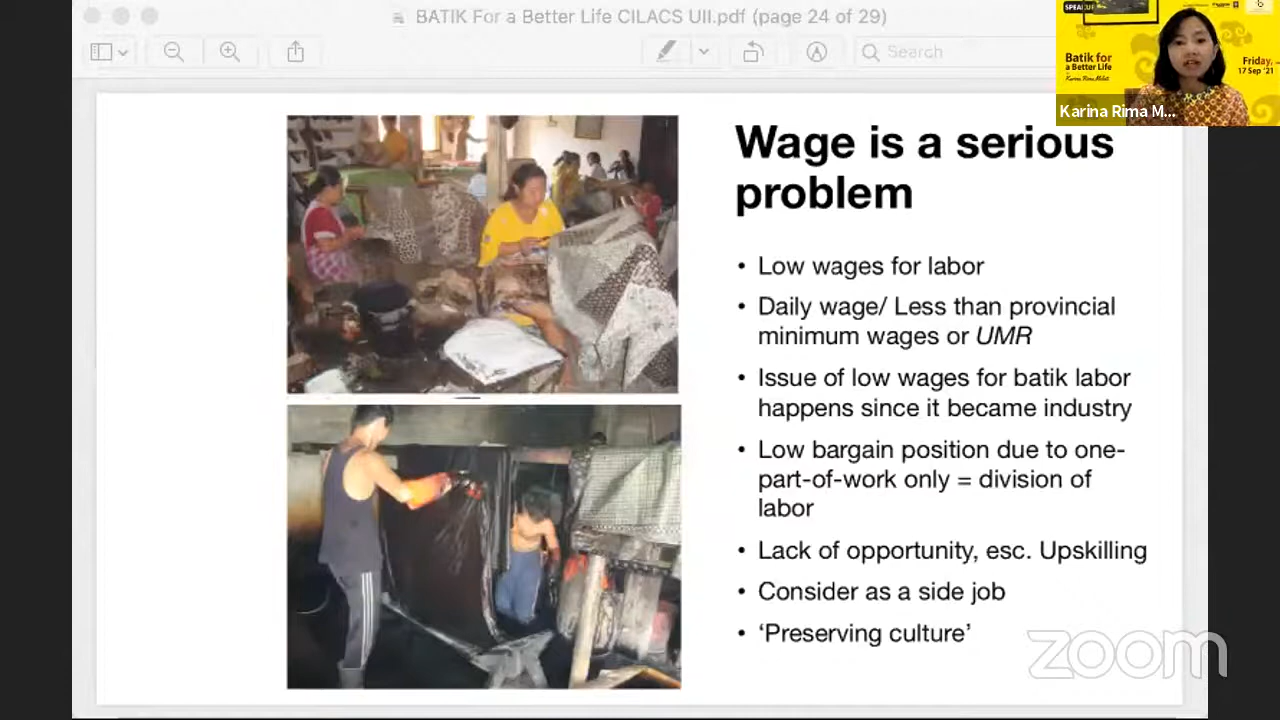 BATIK For a Better Life CILACS UII.pdf (page 24 of 29)
Search
SPEAK UP
Batik for
a Better Life
Friday,
17 Sep '21
Karina Rima M...
Wage is a serious
problem
• Low wages for labor
• Daily wage/ Less than provincial
minimum wages or UMR
• Issue of low wages for batik labor
happens since it became industry
• Low bargain position due to one-
part-of-work only = division of
labor
• Lack of opportunity, esc. Upskilling
• Consider as a side job
• ‘Preserving culture’
zoom